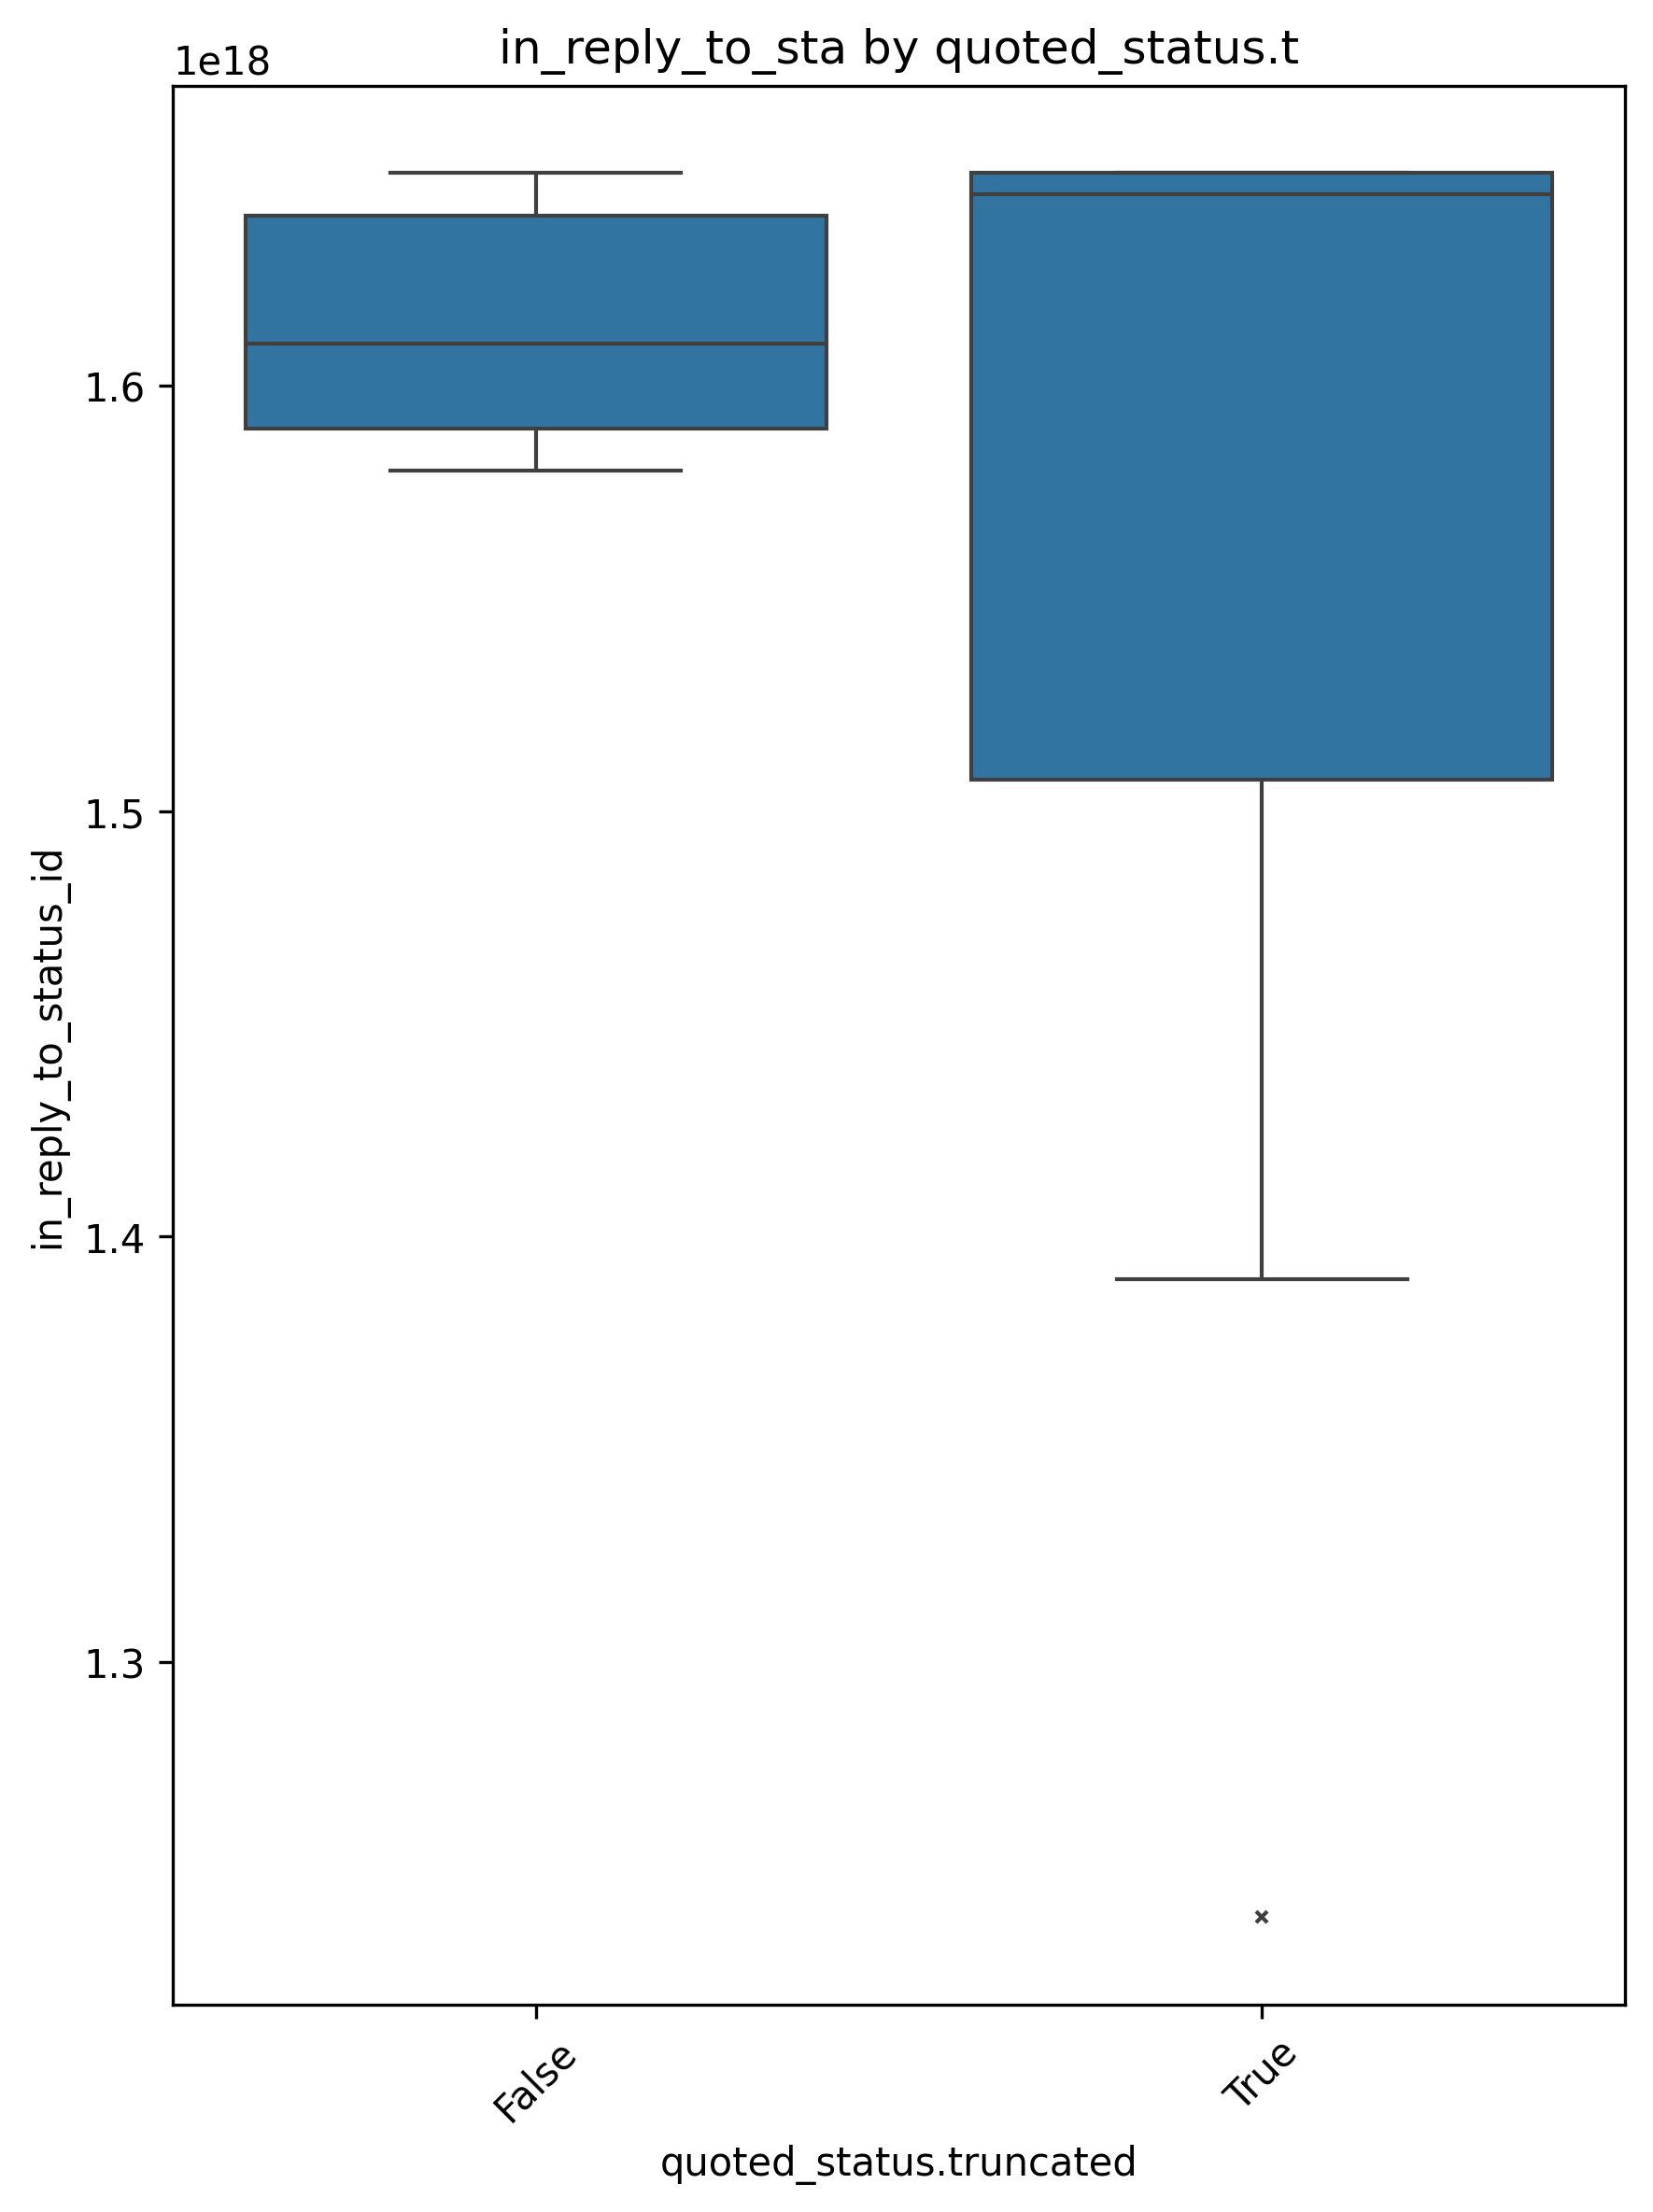 in_reply_to_sta by quoted_status.t
1e18
1.6
1.5
1.4
1.3
in_reply_to_status_id
False
True
quoted_status.truncated